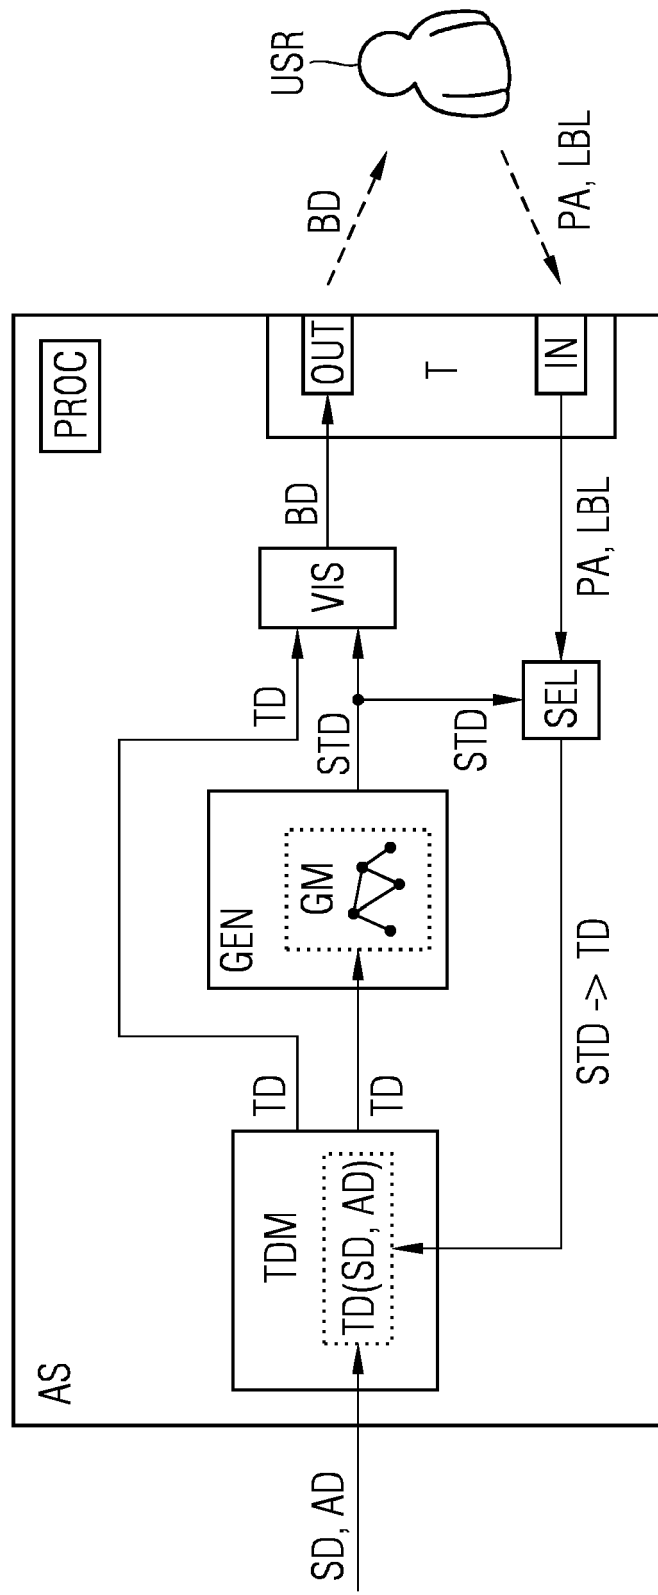 AS
PROC
SD, AD
TDM
TD(SD, AD)
TD
TD
GEN
GM
TD
STD
STD
VIS
BD
OUT
T
IN
BD
USR
PA, LBL
PA, LBL
SEL
STD -> TD